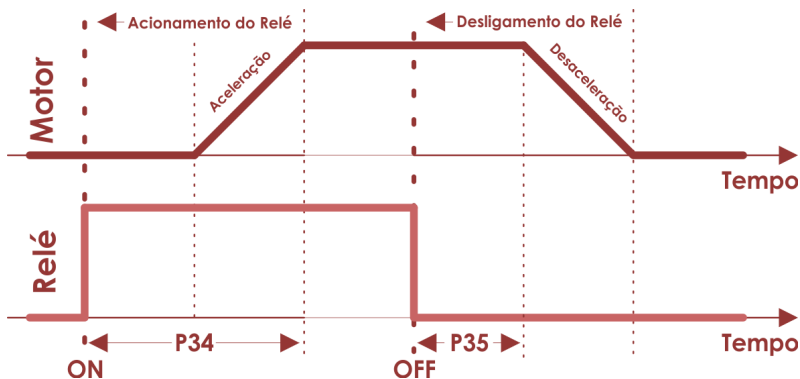 Acionamento do Relé
Desligamento do Relé
Motor
Aceleração
Desaceleração
Tempo
Relé
P34
P35
Tempo
ON
OFF